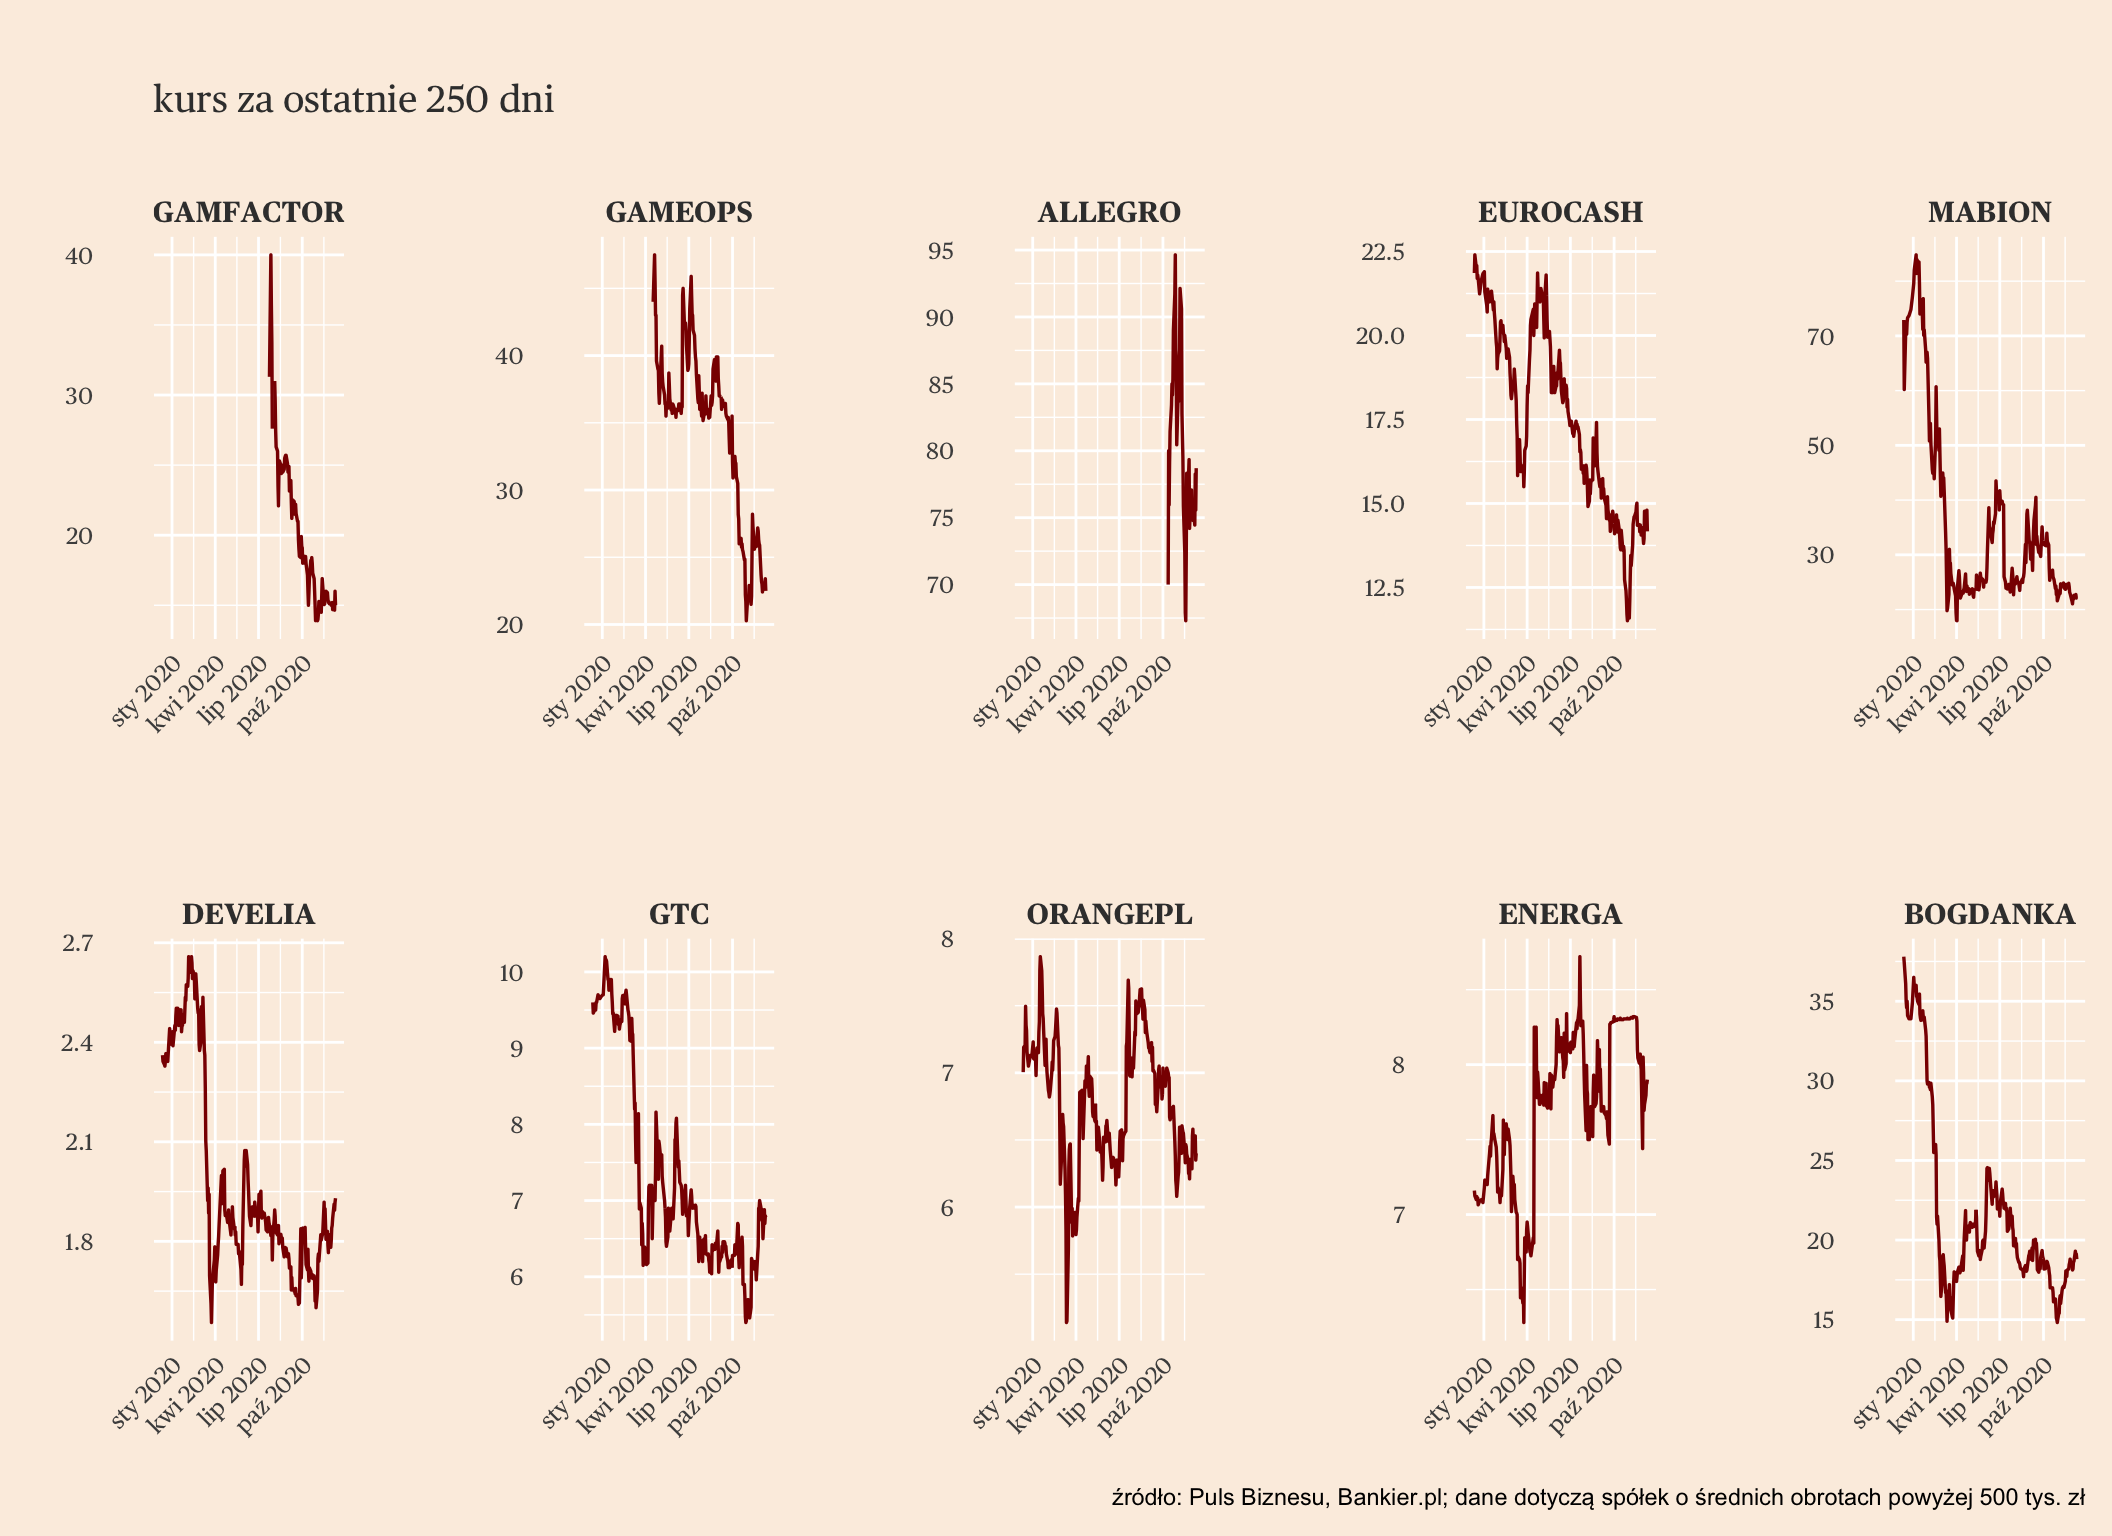 kurs za ostatnie 250 dni
GAMFACTOR
40
30
20
sty 2020
kwi 2020
lip 2020
paź 2020
GAMEOPS
40
30
20
sty 2020
kwi 2020
lip 2020
paź 2020
ALLEGRO
95
90
85
80
75
70
sty 2020
kwi 2020
lip 2020
paź 2020
EUROCASH
22.5
20.0
17.5
15.0
12.5
sty 2020
kwi 2020
lip 2020
paź 2020
MABION
70
50
30
sty 2020
kwi 2020
lip 2020
paź 2020
DEVELIA
2.7
2.4
2.1
1.8
sty 2020
kwi 2020
lip 2020
paź 2020
GTC
10
9
8
7
6
sty 2020
kwi 2020
lip 2020
paź 2020
ORANGEPL
8
7
6
sty 2020
kwi 2020
lip 2020
paź 2020
ENERGA
8
7
sty 2020
kwi 2020
lip 2020
paź 2020
BOGDANKA
35
30
25
20
15
sty 2020
kwi 2020
lip 2020
paź 2020
źródło: Puls Biznesu, Bankier.pl; dane dotyczą spółek o średnich obrotach powyżej 500 tys. zł